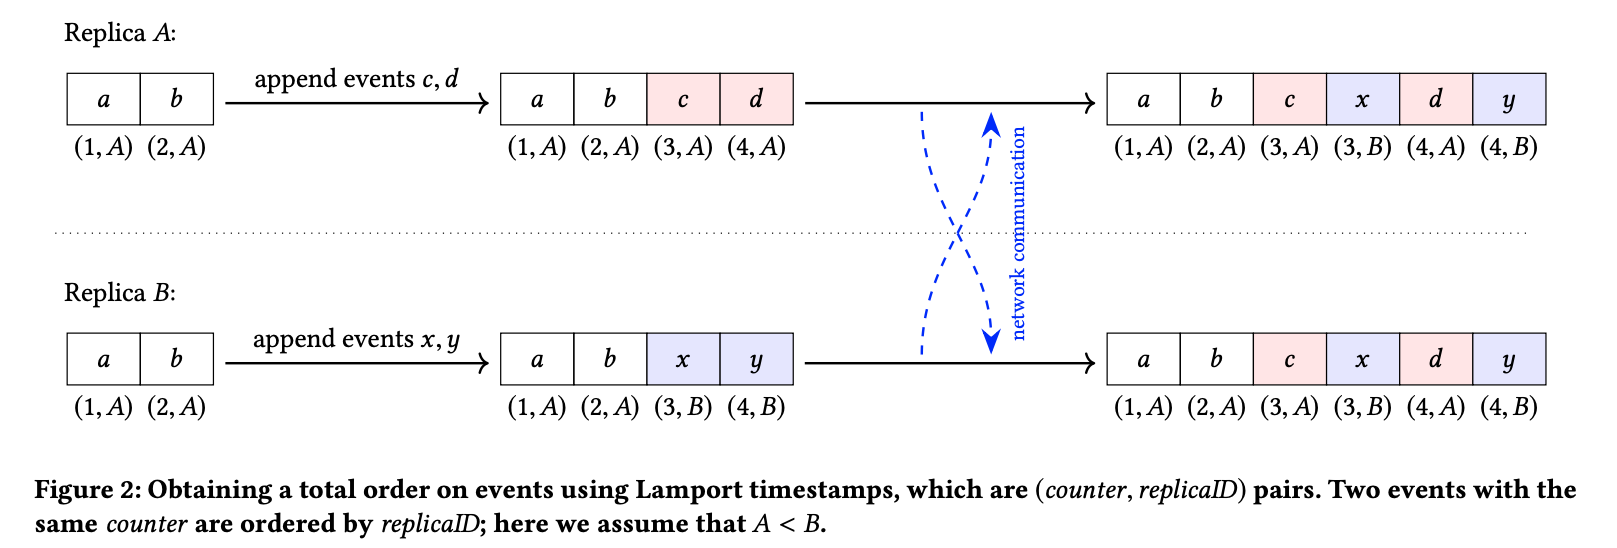 Replica A:
append events c, d
a b
a b c d
a b c x d y
(1, A) (2, A)
(1, A) (2, A) (3, A) (4, A)
(1, A) (2, A) (3, A) (3, B) (4, A) (4, B)
network communication
Replica B:
append events x, y
a b
a b x y
a b c x d y
(1, A) (2, A)
(1, A) (2, A) (3, B) (4, B)
(1, A) (2, A) (3, A) (3, B) (4, A) (4, B)
Figure 2: Obtaining a total order on events using Lamport timestamps, which are (counter, replicaID) pairs. Two events with the
same counter are ordered by replicaID; here we assume that A < B.